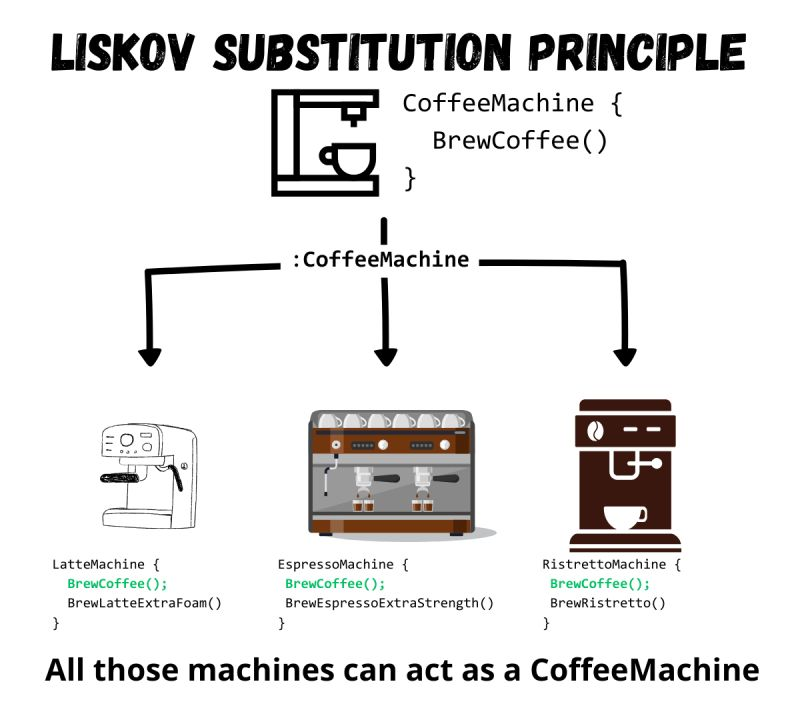 LISKOV SUBSTITUTION PRINCIPLE
CoffeeMachine {
BrewCoffee()
}
:CoffeeMachine
LatteMachine {
BrewCoffee();
BrewLatteExtraFoam()
}
EspressoMachine {
BrewCoffee();
BrewEspressoExtraStrength()
}
RistrettoMachine {
BrewCoffee();
BrewRistretto()
}
All those machines can act as a CoffeeMachine